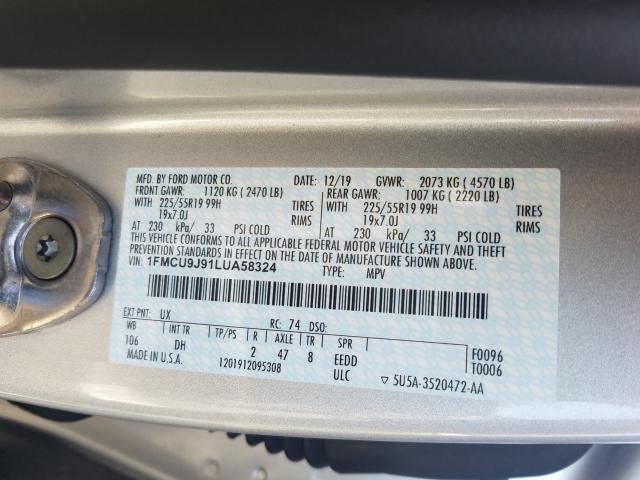 MFD. BY FORD MOTOR CO. DATE: 12/19 GVWR: 2073 KG ( 4570 LB)
FRONT GAWR: 1120 KG ( 2470 LB) REAR GAWR: 1007 KG ( 2220 LB)
WITH 225/55R19 99H TIRES WITH 225/55R19 99H TIRES
19x7.0J RIMS 19x7.0J RIMS
AT 230 kPa/ 33 PSI COLD AT 230 kPa/ 33 PSI COLD
THIS VEHICLE CONFORMS TO ALL APPLICABLE FEDERAL MOTOR VEHICLE SAFETY AND THEFT
PREVENTION STANDARDS IN EFFECT ON THE DATE OF MANUFACTURE SHOWN ABOVE.
VIN: 1FMCU9J91LUA58324 TYPE: MPV
EXT PNT: UX RC: 74 DSO:
WB INT TR TP/PS R AXLE TR SPR F0096
106 DH 2 47 8 EEDD T0006
MADE IN U.S.A. 1201912095308 ULC ▽ 5U5A-3520472-AA